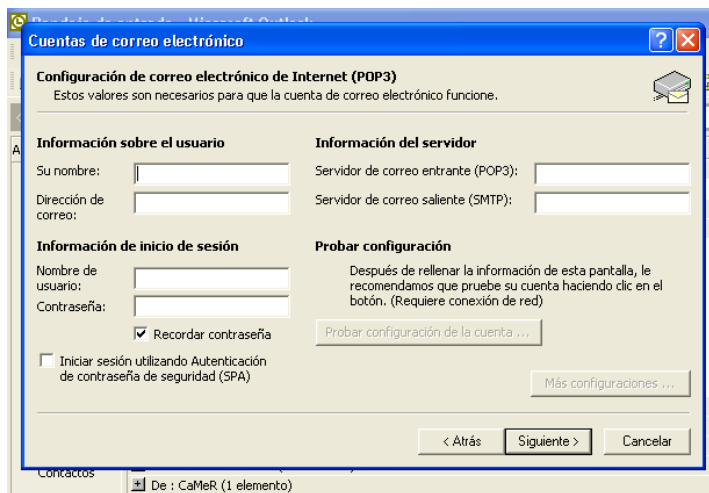 Cuentas de correo electrónico
Configuración de correo electrónico de Internet (POP3)
Estos valores son necesarios para que la cuenta de correo electrónico funcione.
Información sobre el usuario
Su nombre:
Dirección de
correo:
Información del servidor
Servidor de correo entrante (POP3):
Servidor de correo saliente (SMTP):
Información de inicio de sesión
Nombre de
usuario:
Contraseña:
Recordar contraseña
Iniciar sesión utilizando Autenticación
de contraseña de seguridad (SPA)
Probar configuración
Después de rellenar la información de esta pantalla, le
recomendamos que pruebe su cuenta haciendo clic en el
botón. (Requiere conexión de red)
Probar configuración de la cuenta ...
Más configuraciones ...
< Atrás
Siguiente >
Cancelar
Contactos
De : CaMeR (1 elemento)